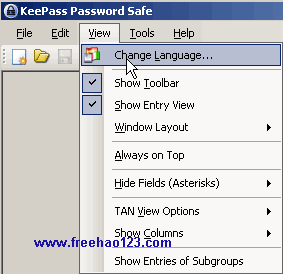 KeePass Password Safe
File Edit View Tools Help
Change Language...
Show Toolbar
Show Entry View
Window Layout
Always on Top
Hide Fields (Asterisks)
TAN View Options
Show Columns
www.freehao123.com
Show Entries of Subgroups